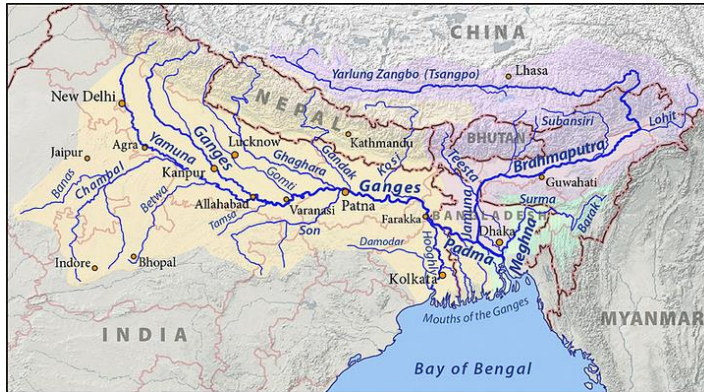 CHINA
Yarlung Zangbo (Tsangpo)
Lhasa
New Delhi
NEPAL
Subansiri
Lohit
Kathmandu
BHUTAN
Agra
Yamuna
Ganges
Lucknow
Gandak
Kosi
Teesta
Brahmaputra
Jaipur
Banas
Champal
Kanpur
Ghaghara
Gomti
Guwahati
Betwa
Allahabad
Varanasi
Patna
Ganges
Jamuna
Surma
Tamsa
Son
Farakka
BANGLADESH
Barak
Damodar
Hooghly
Padma
Dhaka
Meghna
Indore
Bhopal
Kolkata
Mouths of the Ganges
MYANMAR
INDIA
Bay of Bengal